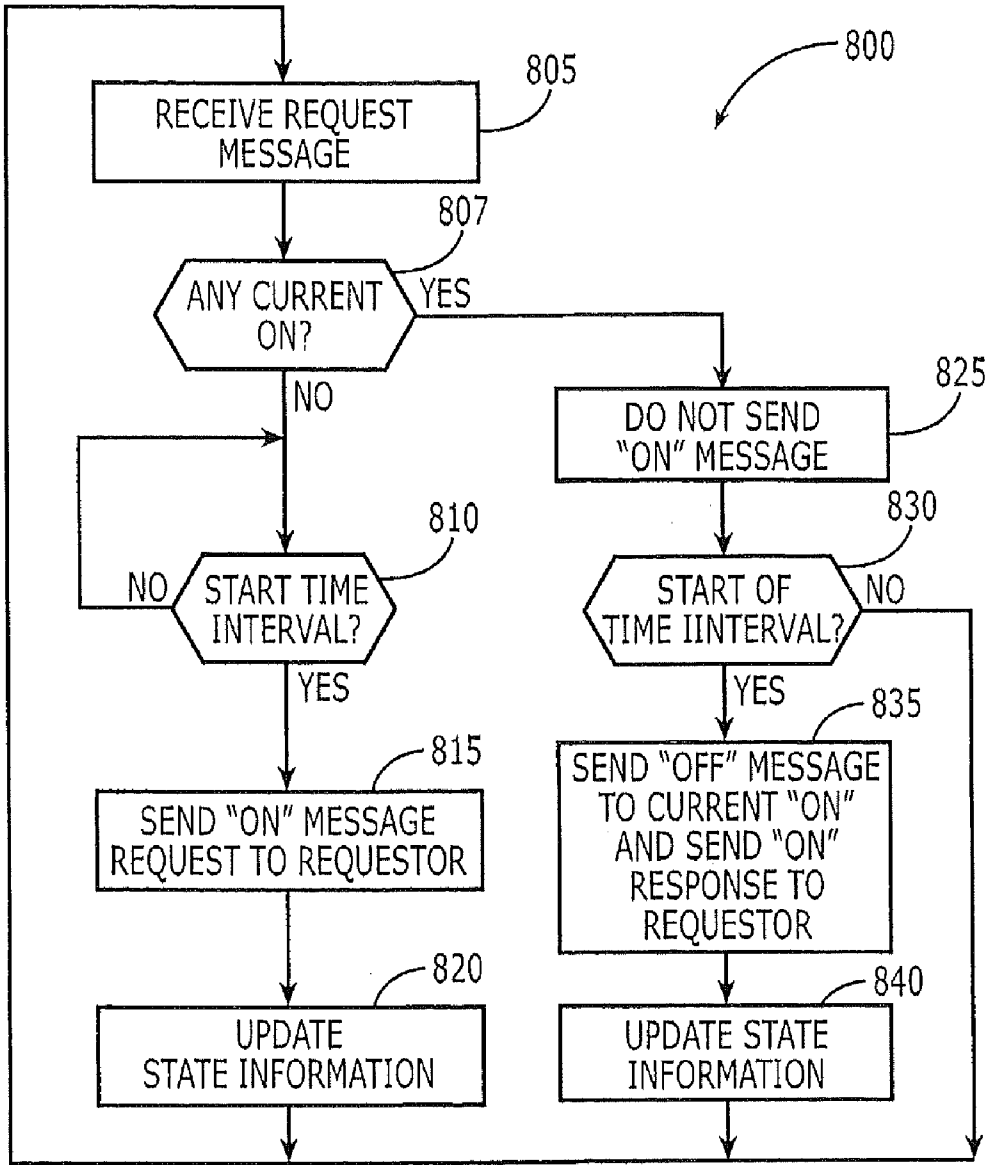 800
805
RECEIVE REQUEST
MESSAGE
807
ANY CURRENT
ON?
YES
NO
825
DO NOT SEND
“ON” MESSAGE
810
START TIME
INTERVAL?
NO
YES
830
START OF
TIME IINTERVAL?
NO
YES
815
SEND “ON” MESSAGE
REQUEST TO REQUESTOR
835
SEND “OFF” MESSAGE
TO CURRENT “ON”
AND SEND “ON”
RESPONSE TO
REQUESTOR
820
UPDATE
STATE INFORMATION
840
UPDATE STATE
INFORMATION